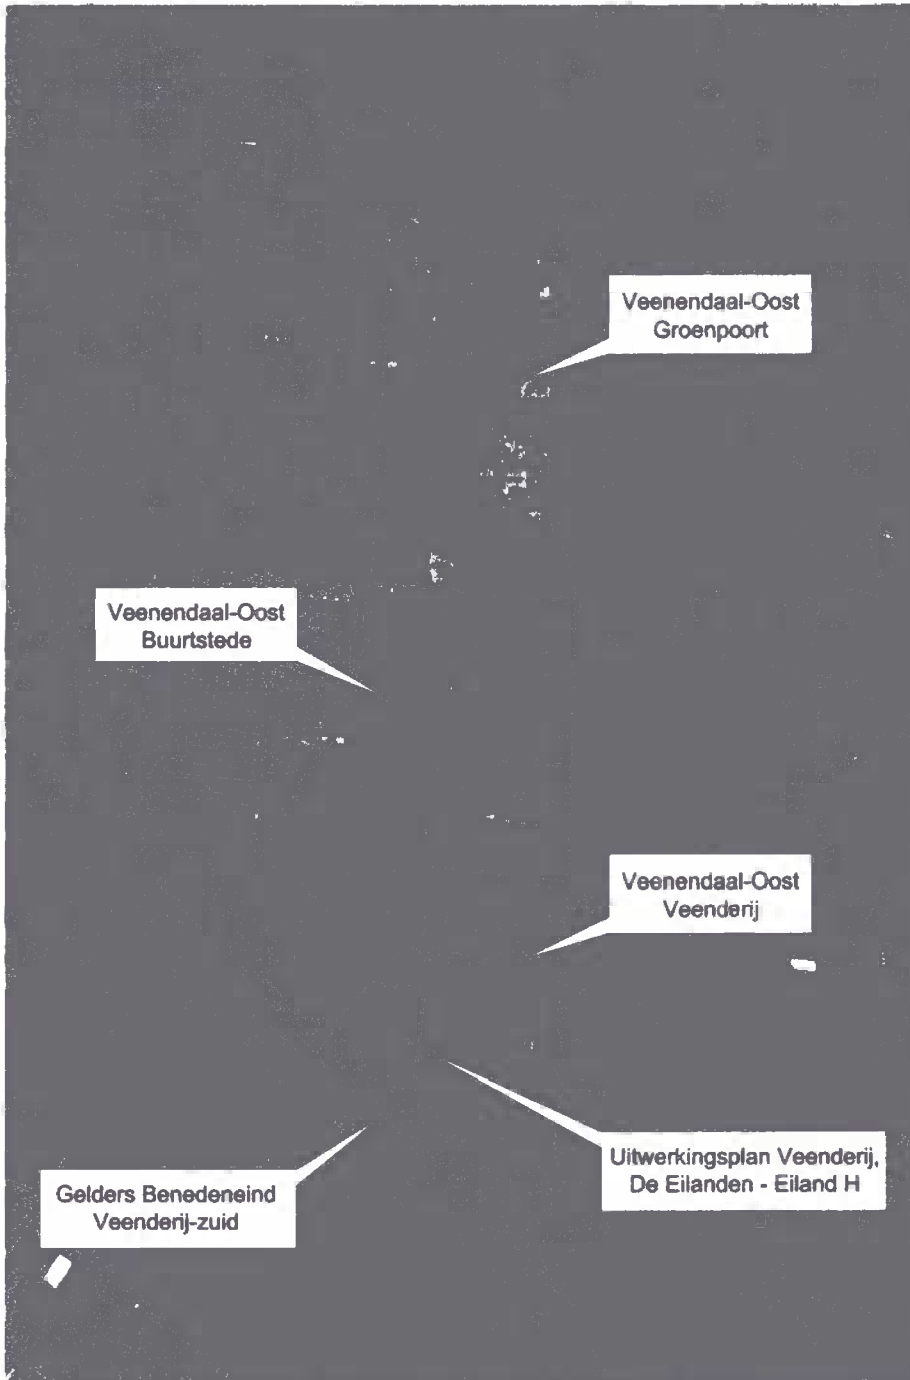 Veenendaal-Oost
Groenpoort
Veenendaal-Oost
Buurtstede
Veenendaal-Oost
Veenderij
Uitwerkingsplan Veenderij,
De Eilanden - Eiland H
Gelders Benedeneind
Veenderij-zuid